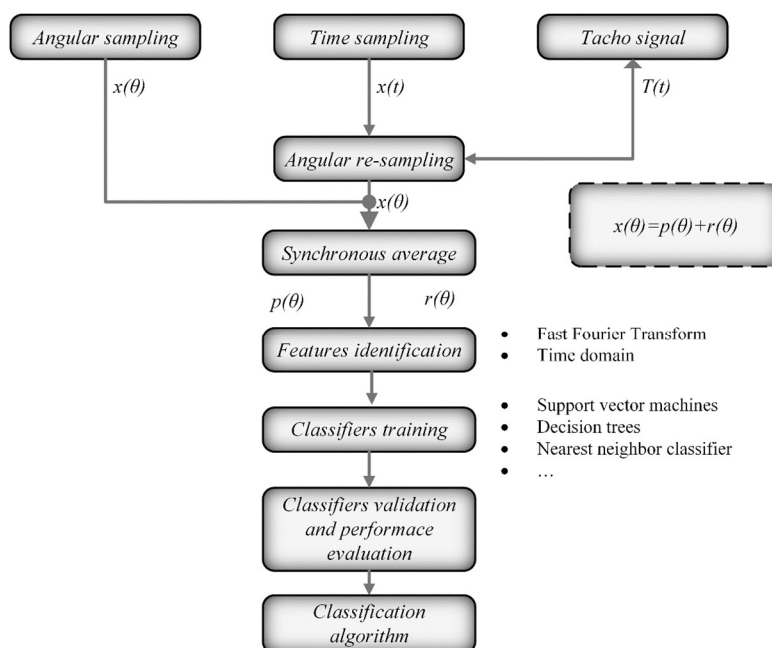 Angular sampling
Time sampling
Tacho signal
x(θ)
x(t)
T(t)
Angular re-sampling
x(θ)
x(θ)=p(θ)+r(θ)
Synchronous average
p(θ)
r(θ)
Features identification
• Fast Fourier Transform
• Time domain
Classifiers training
• Support vector machines
• Decision trees
• Nearest neighbor classifier
• …
Classifiers validation
and performace
evaluation
Classification
algorithm